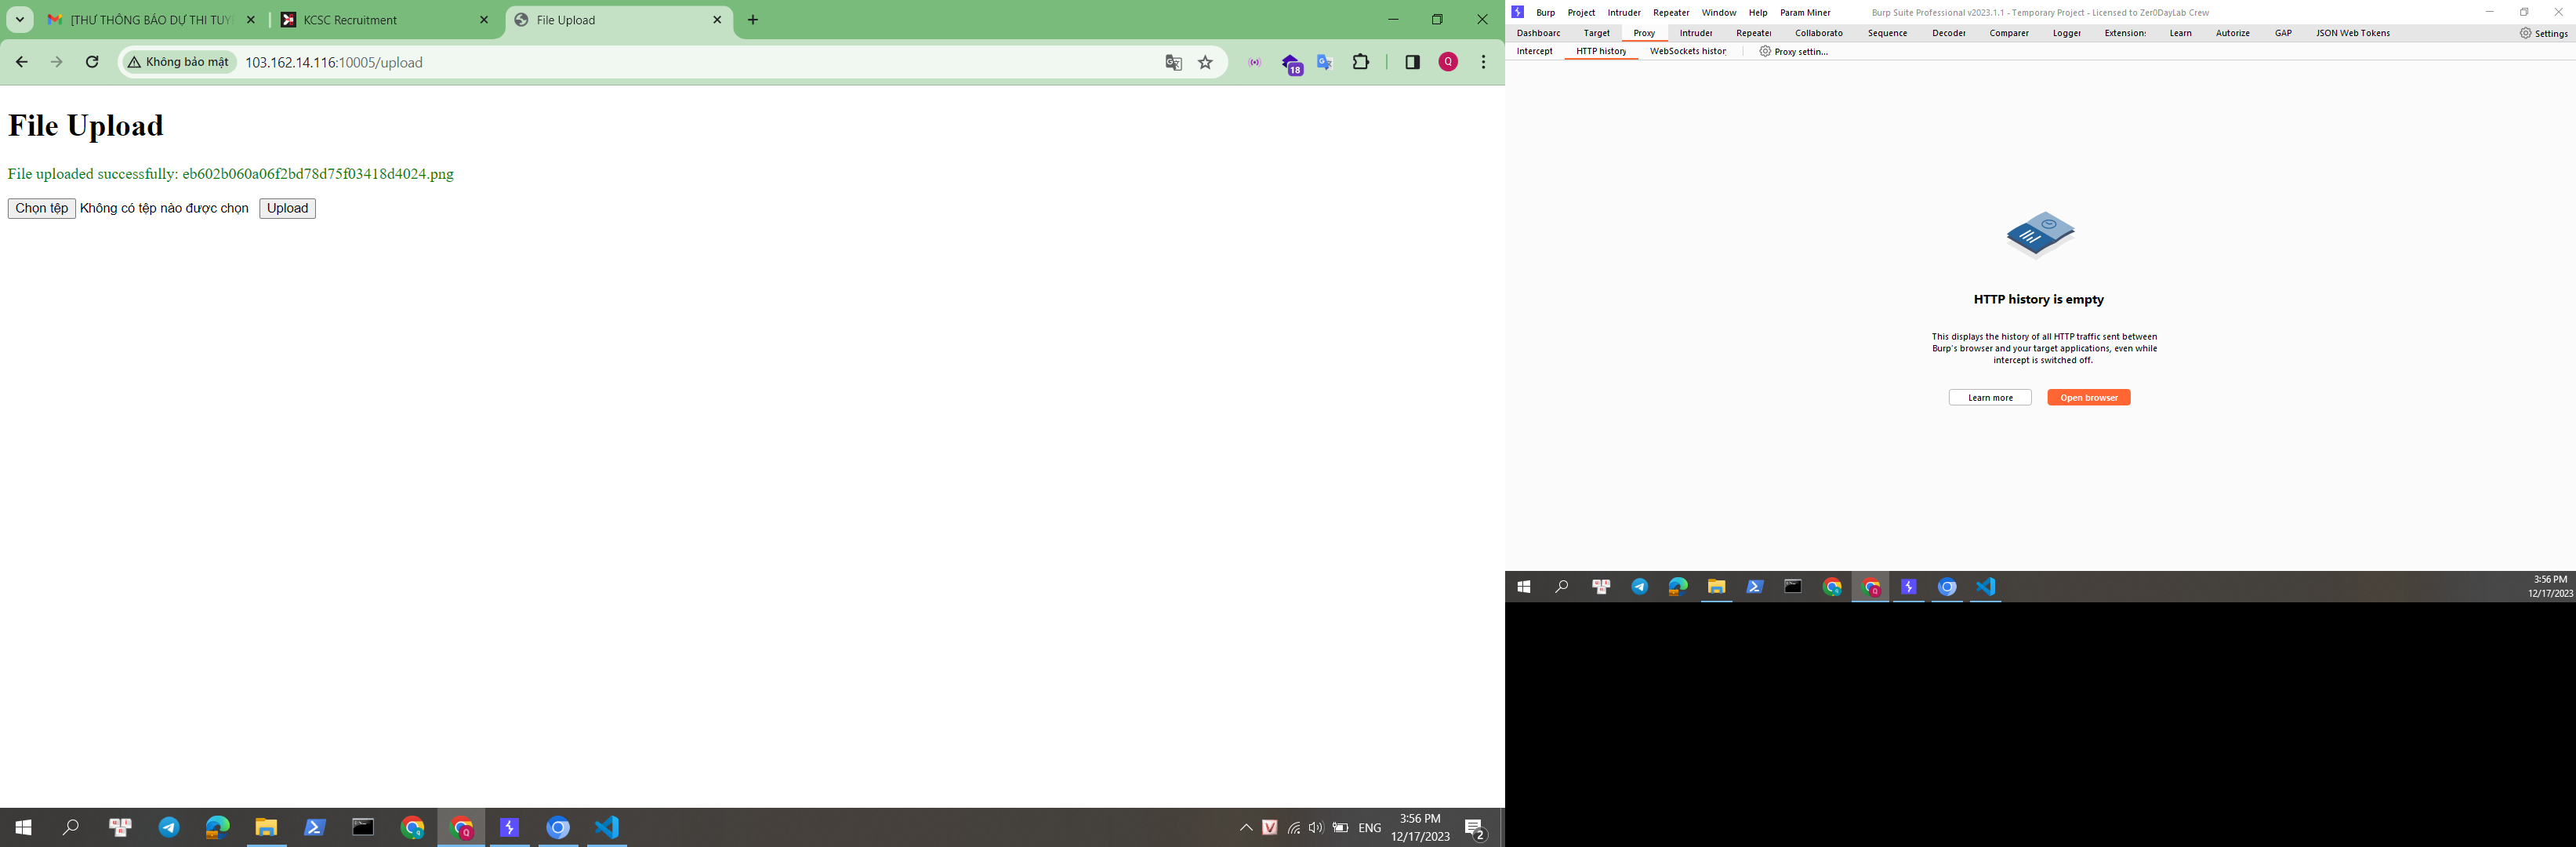 [THƯ THÔNG BÁO DỰ THI TUY
KCSC Recruitment
File Upload
Không bảo mật
103.162.14.116:10005/upload
18
Q
File Upload
File uploaded successfully: eb602b060a06f2bd78d75f03418d4024.png
Chọn tệp Không có tệp nào được chọn Upload
ENG
3:56 PM
12/17/2023
2
Burp Project Intruder Repeater Window Help Param Miner
Burp Suite Professional v2023.1.1 - Temporary Project - Licensed to Zer0DayLab Crew
Dashboarc Target Proxy Intruder Repeater Collaborato Sequence Decoder Comparer Logger Extensions Learn Autorize GAP JSON Web Tokens Settings
Intercept HTTP history WebSockets histor Proxy settin...
HTTP history is empty
This displays the history of all HTTP traffic sent between
Burp's browser and your target applications, even while
intercept is switched off.
Learn more Open browser
3:56 PM
12/17/2023